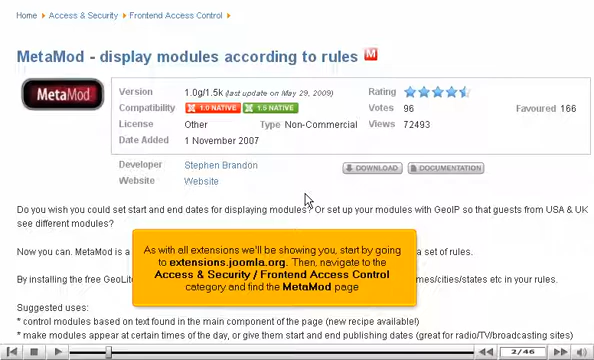 Home ▸ Access & Security ▸ Frontend Access Control
MetaMod - display modules according to rules M
MetaMod
Version 1.0g/1.5k (last update on May 29, 2009)
Rating
Compatibility 1.0 NATIVE 1.5 NATIVE
Votes 96
Favoured 166
License Other Type Non-Commercial
Views 72493
Date Added 1 November 2007
Developer Stephen Brandon
DOWNLOAD DOCUMENTATION
Website Website
Do you wish you could set start and end dates for displaying modules? Or set up your modules with GeoIP so that guests from USA & UK
see different modules?
Now you can. MetaMod is a
et of rules.
By installing the free GeoLite
mes/cities/states etc in your rules.
As with all extensions we'll be showing you, start by going
to extensions.joomla.org. Then, navigate to the
Access & Security / Frontend Access Control
category and find the MetaMod page
Suggested uses:
* control modules based on text found in the main component of the page (new recipe available!)
* make modules appear at certain times of the day, or give them start and end publishing dates (great for radio/TV/broadcasting sites)
2/46